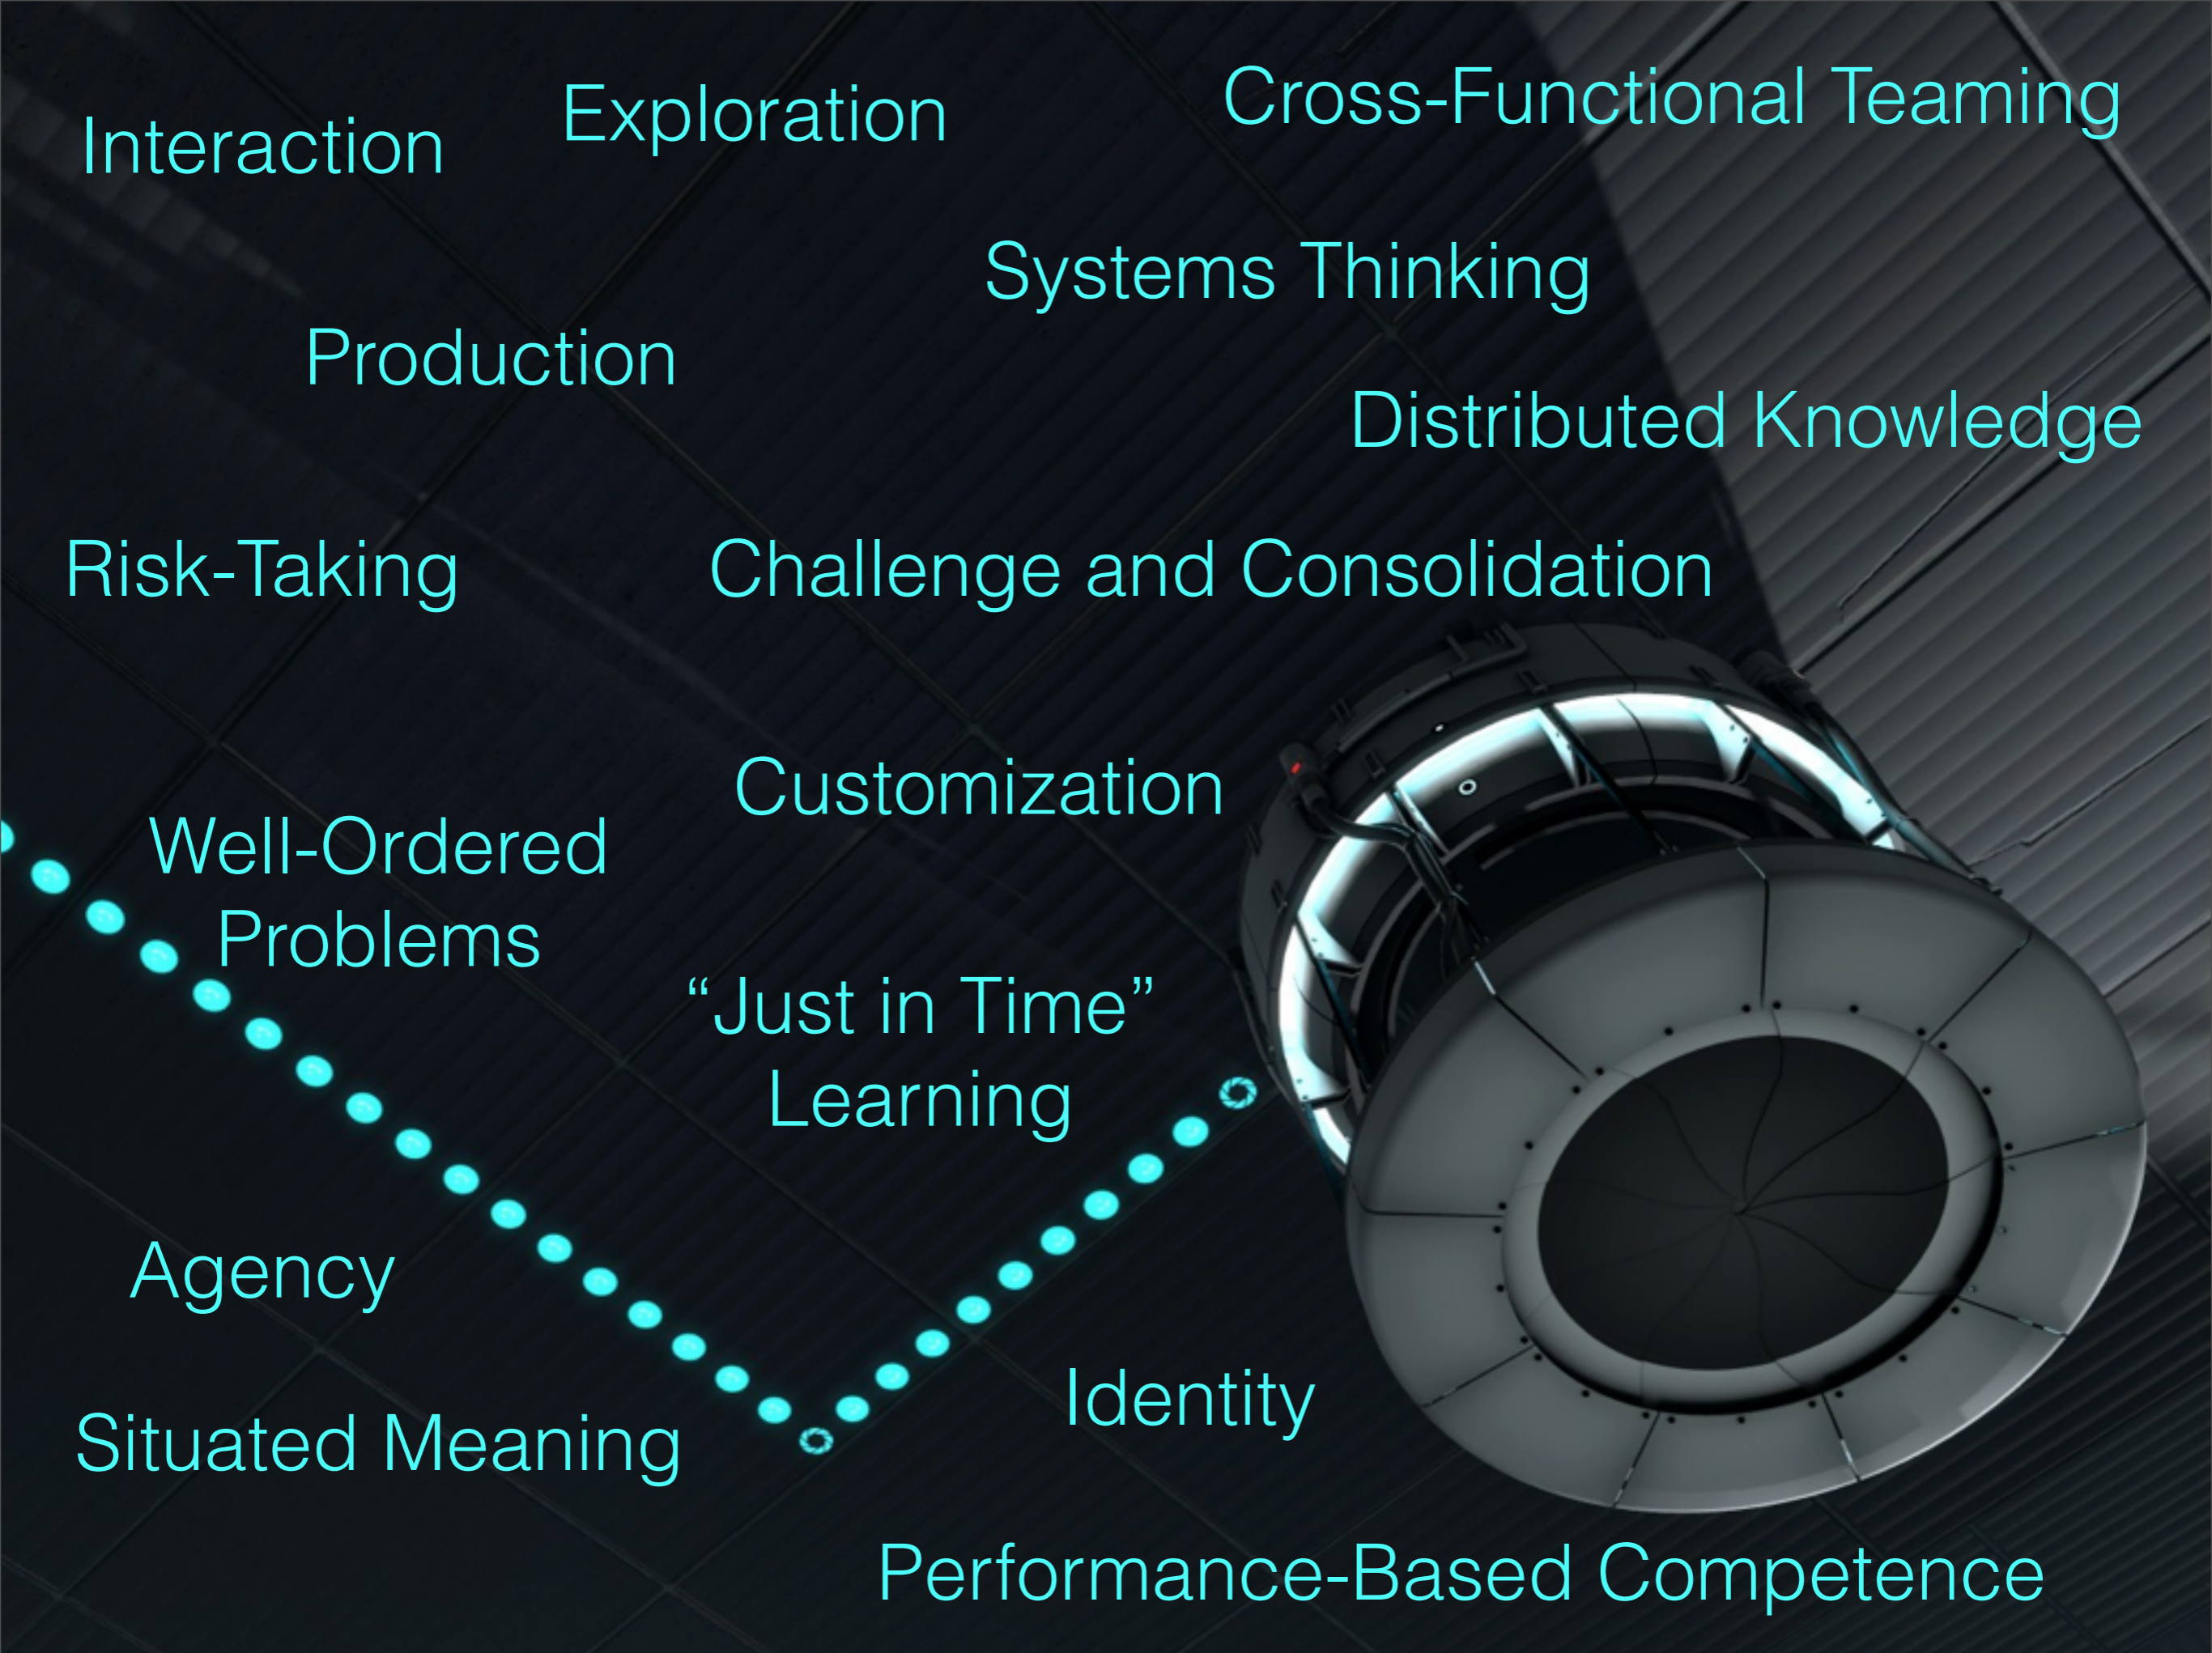 Interaction
Exploration
Cross-Functional Teaming
Systems Thinking
Production
Distributed Knowledge
Risk-Taking
Challenge and Consolidation
Customization
Well-Ordered
Problems
“Just in Time”
Learning
Agency
Identity
Situated Meaning
Performance-Based Competence